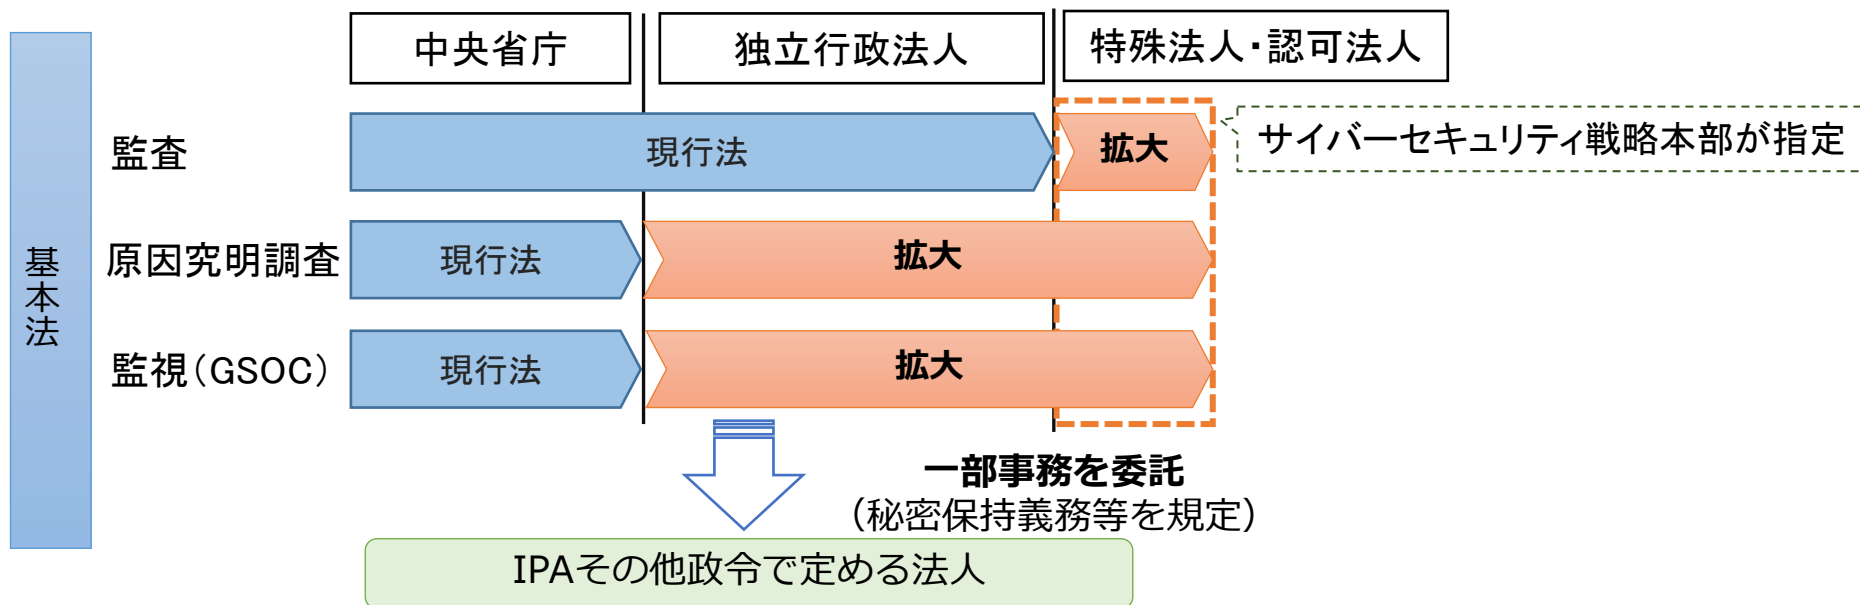 中央省庁
独立行政法人
特殊法人・認可法人
基本法
監査
現行法
拡大
サイバーセキュリティ戦略本部が指定
原因究明調査
現行法
拡大
監視(GSOC)
現行法
拡大
一部事務を委託
(秘密保持義務等を規定)
IPAその他政令で定める法人